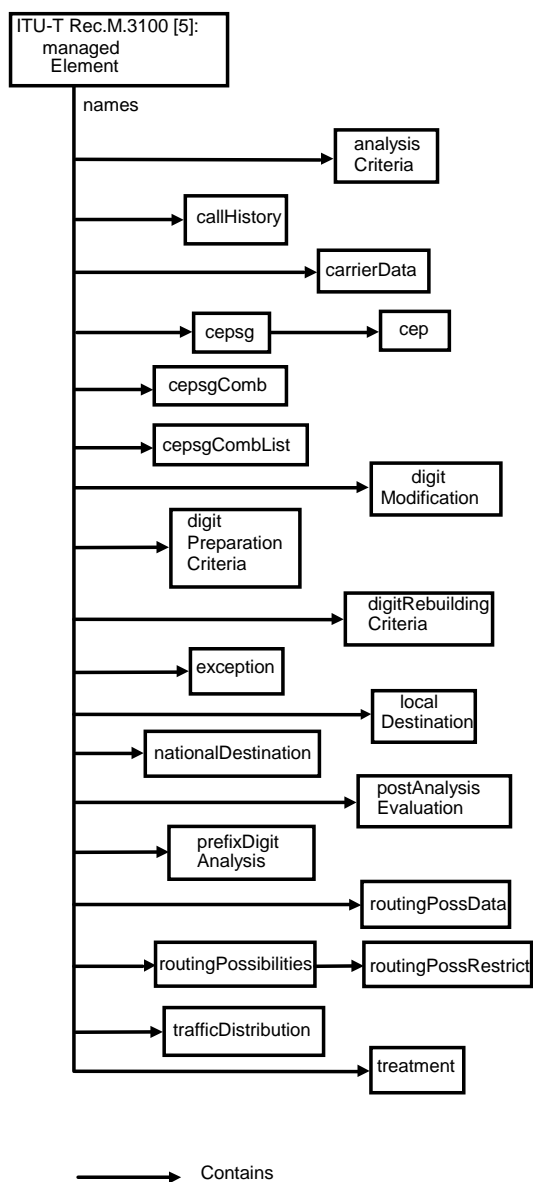 ITU-T Rec.M.3100 [5]:
managed
Element
names
analysis
Criteria
callHistory
carrierData
cepsg
cep
cepsgComb
cepsgCombList
digit
Modification
digit
Preparation
Criteria
digitRebuilding
Criteria
exception
local
Destination
nationalDestination
postAnalysis
Evaluation
prefixDigit
Analysis
routingPossData
routingPossibilities
routingPossRestrict
trafficDistribution
treatment
Contains